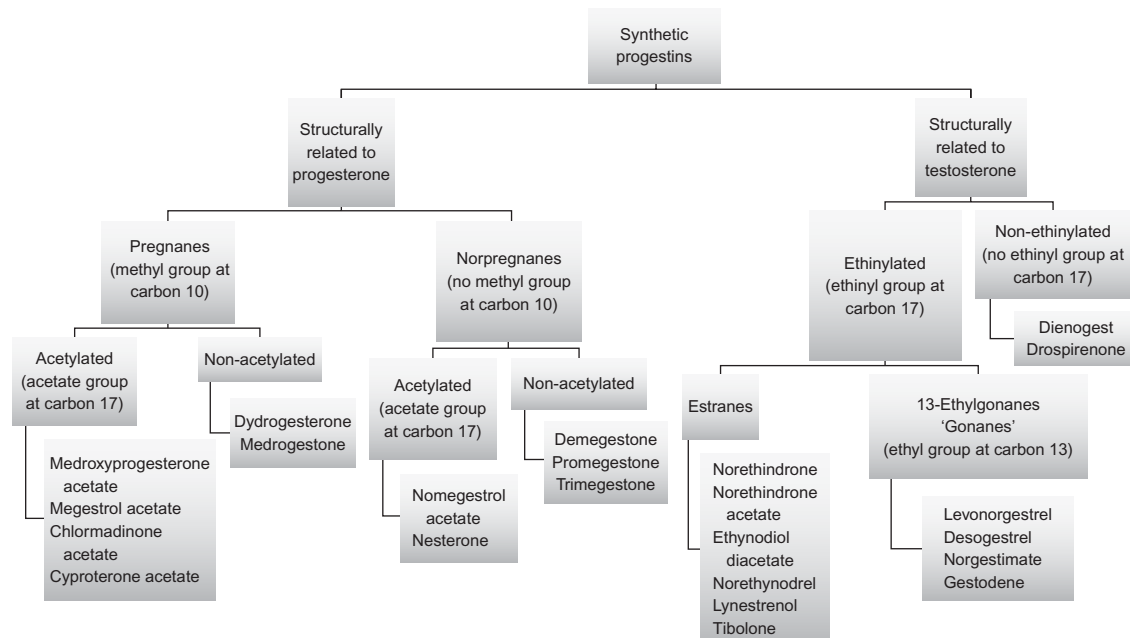 Synthetic
progestins
Structurally
related to
progesterone
Structurally
related to
testosterone
Pregnanes
(methyl group at
carbon 10)
Norpregnanes
(no methyl group
at carbon 10)
Ethinylated
(ethinyl group at
carbon 17)
Non-ethinylated
(no ethinyl group at
carbon 17)
Dienogest
Drospirenone
Acetylated
(acetate group
at carbon 17)
Non-acetylated
Dydrogesterone
Medrogestone
Medroxyprogesterone
acetate
Megestrol acetate
Chlormadinone
acetate
Cyproterone acetate
Acetylated
(acetate group
at carbon 17)
Non-acetylated
Demegestone
Promegestone
Trimegestone
Nomegestrol
acetate
Nesterone
Estranes
Norethindrone
Norethindrone
acetate
Ethynodiol
diacetate
Norethynodrel
Lynestrenol
Tibolone
13-Ethylgonanes
‘Gonanes’
(ethyl group at carbon 13)
Levonorgestrel
Desogestrel
Norgestimate
Gestodene